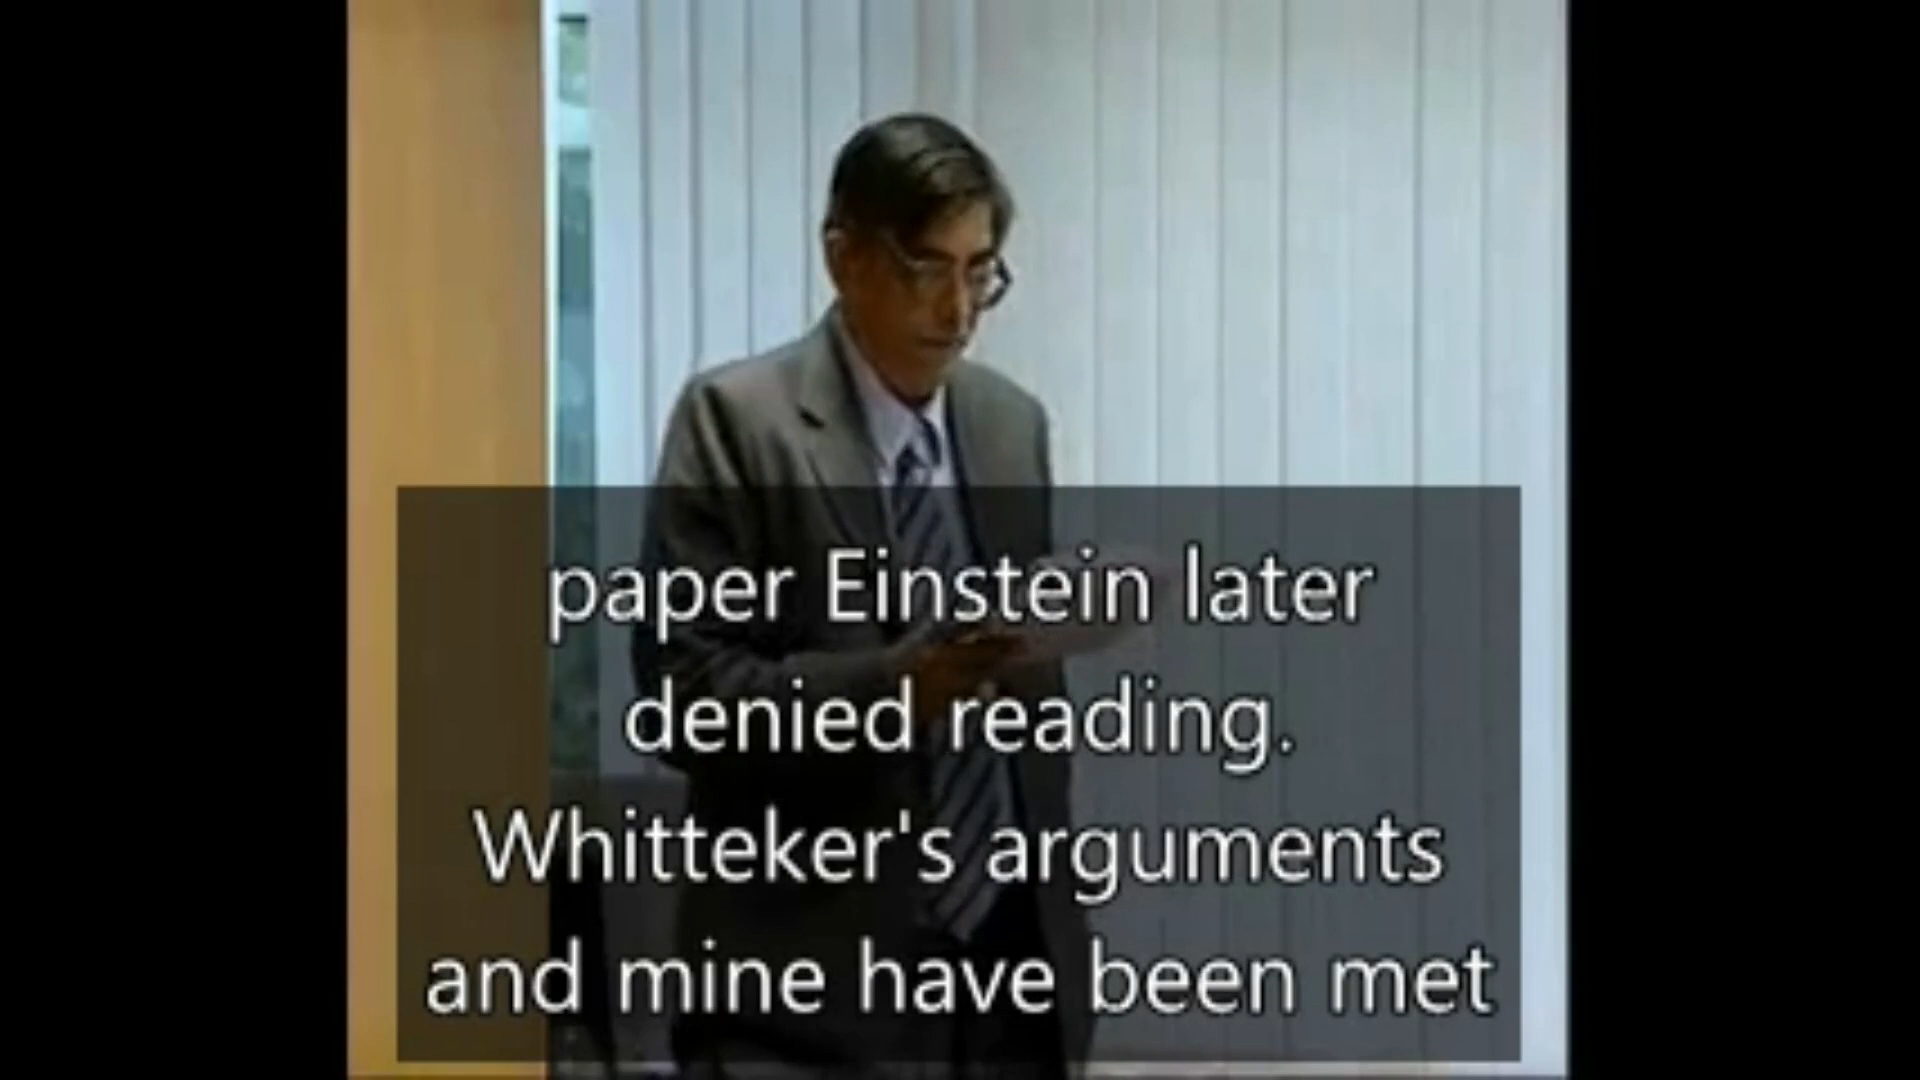 paper Einstein later
denied reading.
Whitteker's arguments
and mine have been met